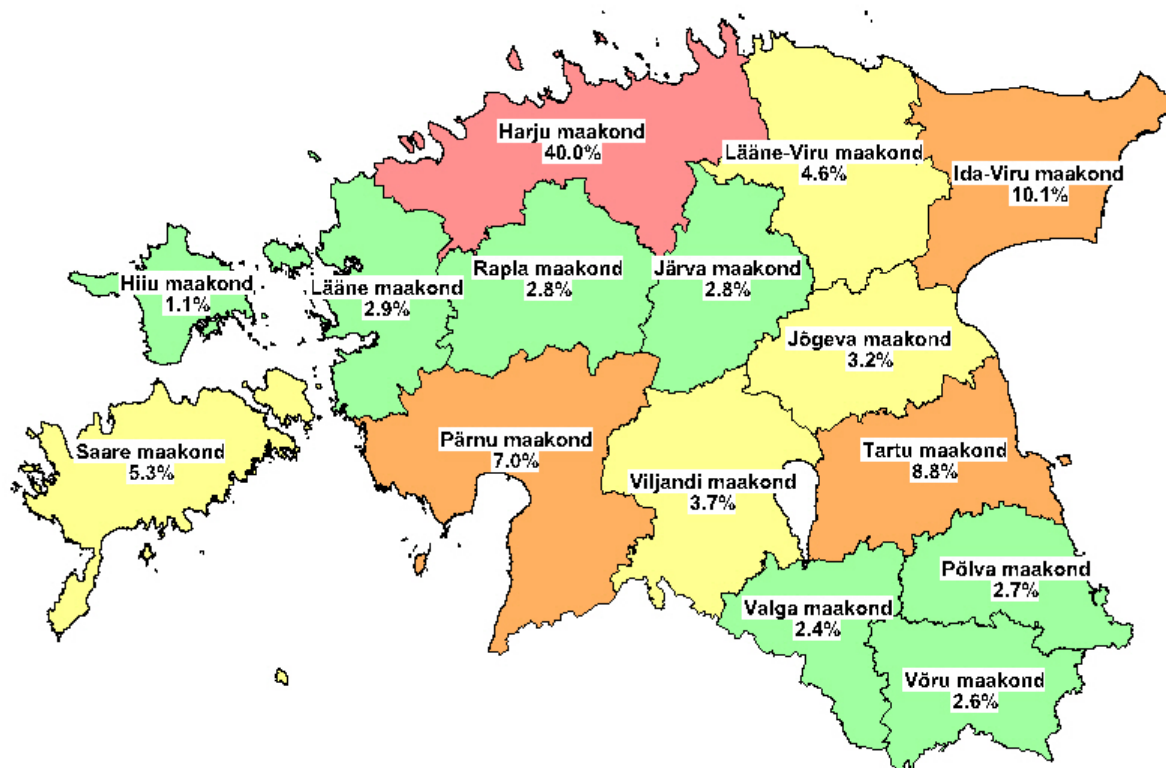 Harju maakond
40.0%
Lääne-Viru maakond
4.6%
Ida-Viru maakond
10.1%
Hiiu maakond
1.1%
Lääne maakond
2.9%
Rapla maakond
2.8%
Järva maakond
2.8%
Jõgeva maakond
3.2%
Saare maakond
5.3%
Pärnu maakond
7.0%
Viljandi maakond
3.7%
Tartu maakond
8.8%
Põlva maakond
2.7%
Valga maakond
2.4%
Võru maakond
2.6%